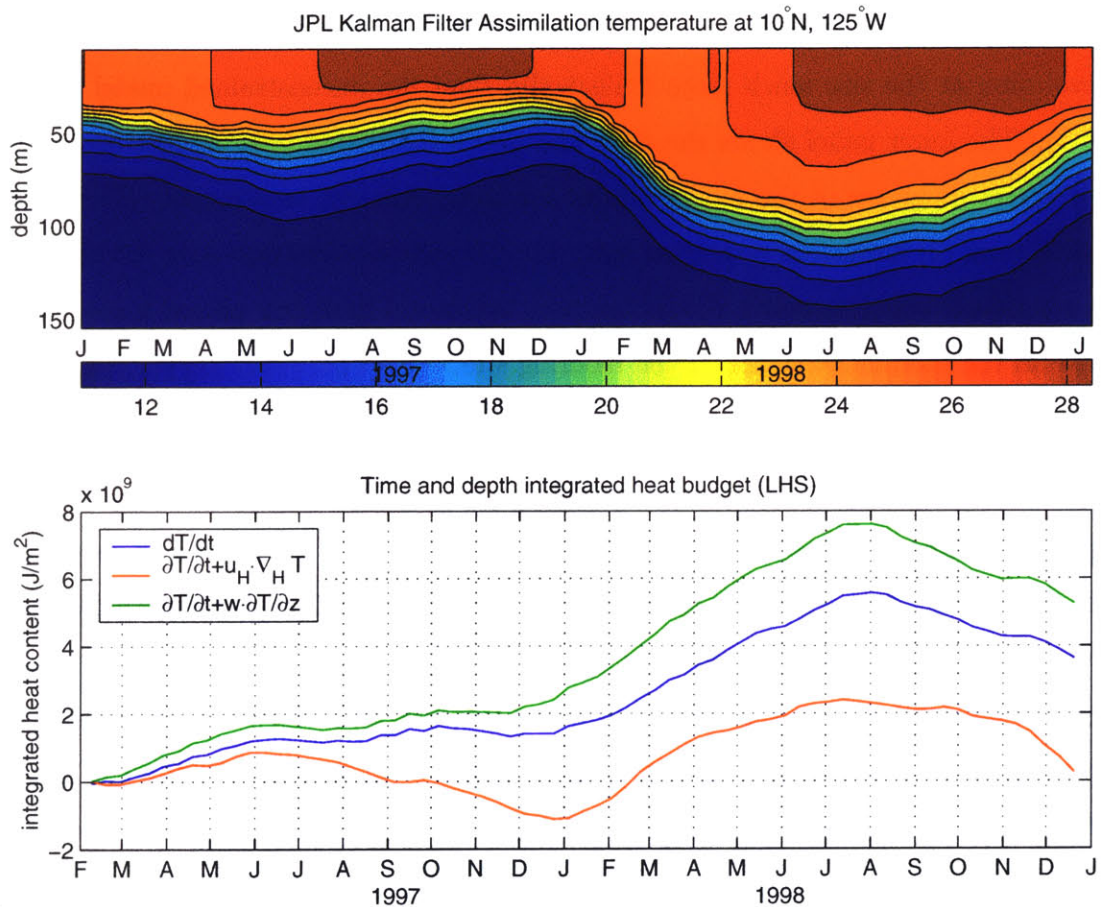 JPL Kalman Filter Assimilation temperature at 10°N, 125°W
depth (m)
50
100
150
J F M A M J J A S O N D J F M A M J J A S O N D J
1997 1998
12 14 16 18 20 22 24 26 28
Time and depth integrated heat budget (LHS)
x 10^9
integrated heat content (J/m²)
8
6
4
2
0
−2
dT/dt
∂T/∂t+u_H·∇_H T
∂T/∂t+w·∂T/∂z
F M A M J J A S O N D J F M A M J J A S O N D J
1997 1998